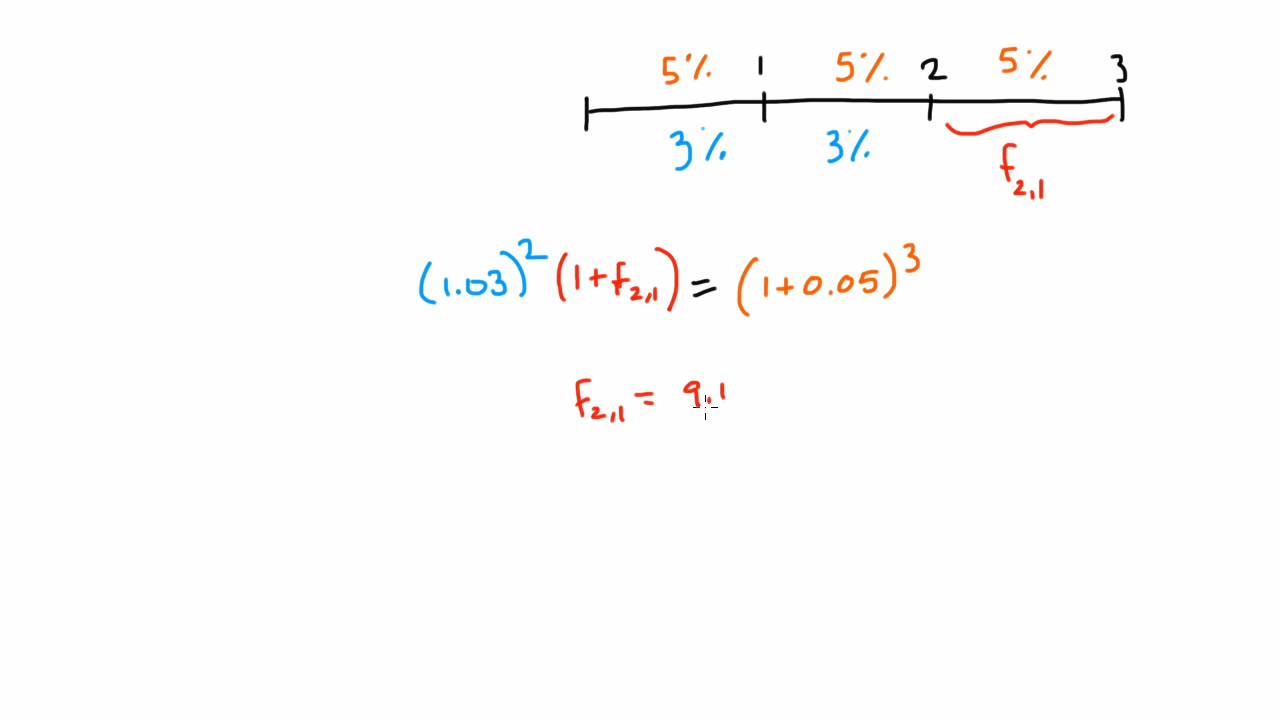 5% 1 5% 2 5% 3
3% 3% f2,1
(1.03)^2 (1+f2,1) = (1+0.05)^3
f2,1 = 9.1